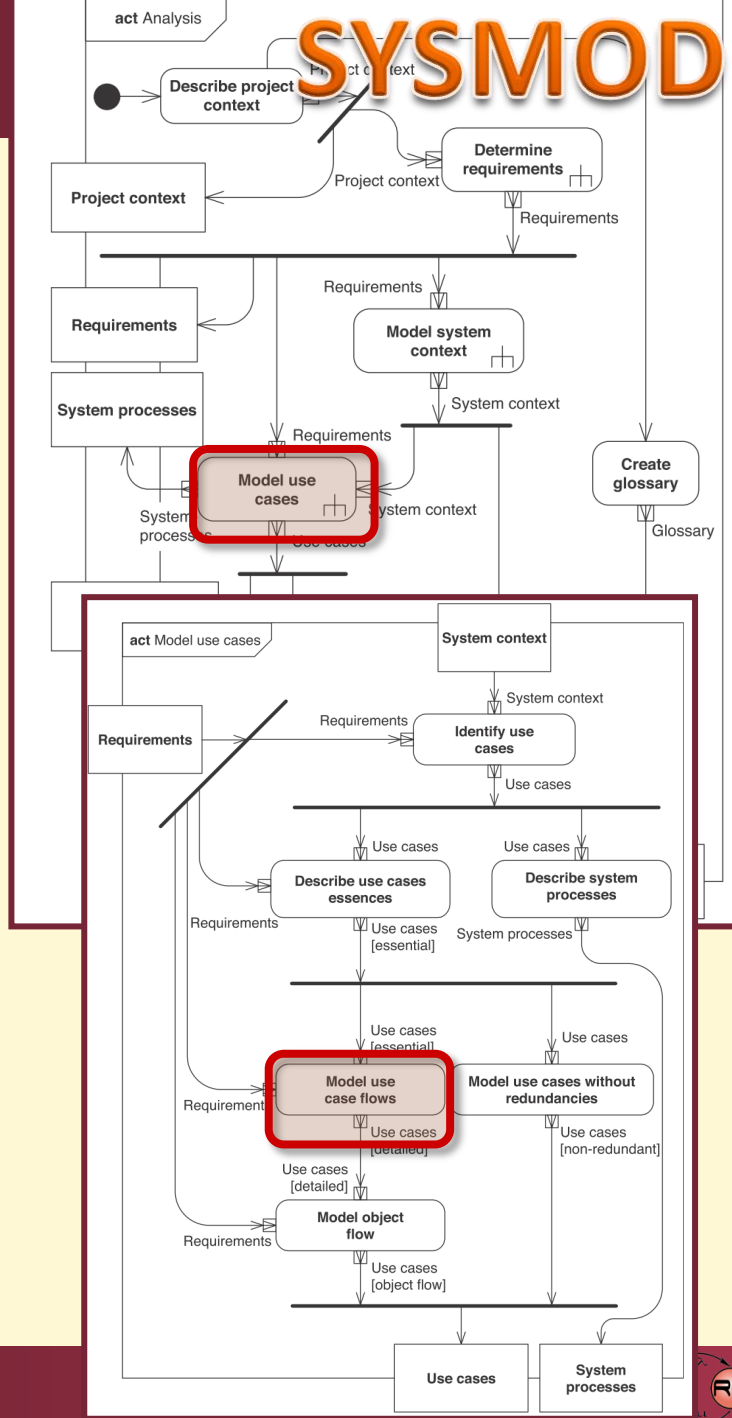 act Analysis
SYSMOD
Describe project
context
Project context
Determine
requirements
Project context
Project context
Requirements
Requirements
Requirements
Model system
context
System processes
System context
Requirements
Model use
cases
Create
glossary
System context
System
processes
Glossary
Use cases
act Model use cases
System context
System context
Requirements
Requirements
Identify use
cases
Use cases
Use cases
Use cases
Describe use cases
essences
Describe system
processes
Requirements
Use cases
[essential]
System processes
Use cases
[essential]
Use cases
Model use
case flows
Model use cases without
redundancies
Requirement
Use cases
[detailed]
Use cases
[non-redundant]
Use cases
[detailed]
Model object
flow
Requirements
Use cases
[object flow]
Use cases
System
processes
R